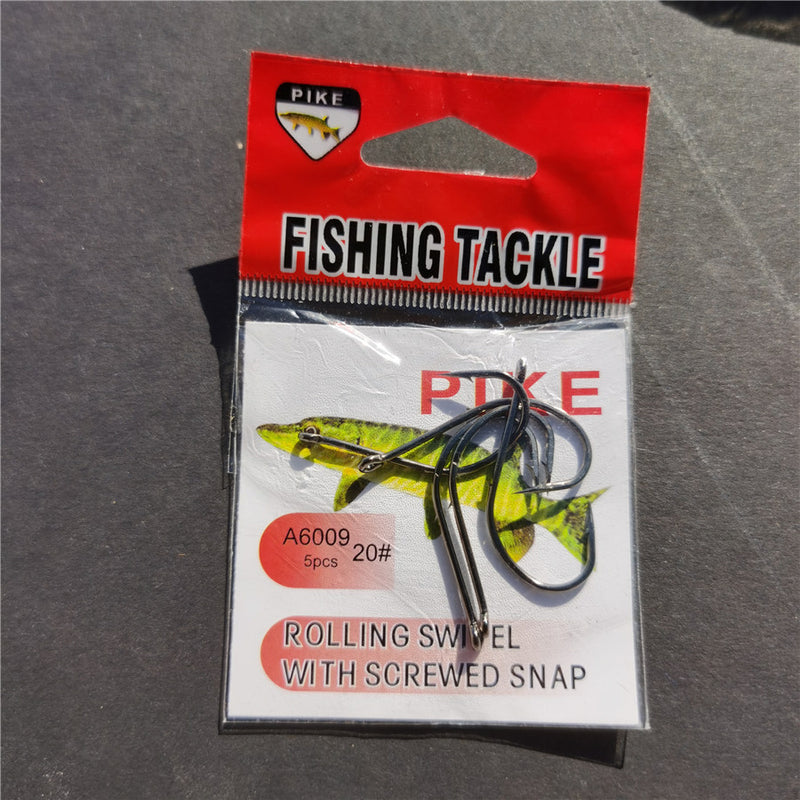 PIKE
FISHING TACKLE
PIKE
A6009
5pcs 20#
ROLLING SWIVEL
WITH SCREWED SNAP